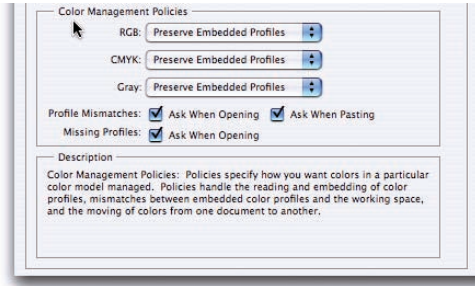 Color Management Policies
RGB: Preserve Embedded Profiles
CMYK: Preserve Embedded Profiles
Gray: Preserve Embedded Profiles
Profile Mismatches: Ask When Opening Ask When Pasting
Missing Profiles: Ask When Opening
Description
Color Management Policies: Policies specify how you want colors in a particular
color model managed. Policies handle the reading and embedding of color
profiles, mismatches between embedded color profiles and the working space,
and the moving of colors from one document to another.